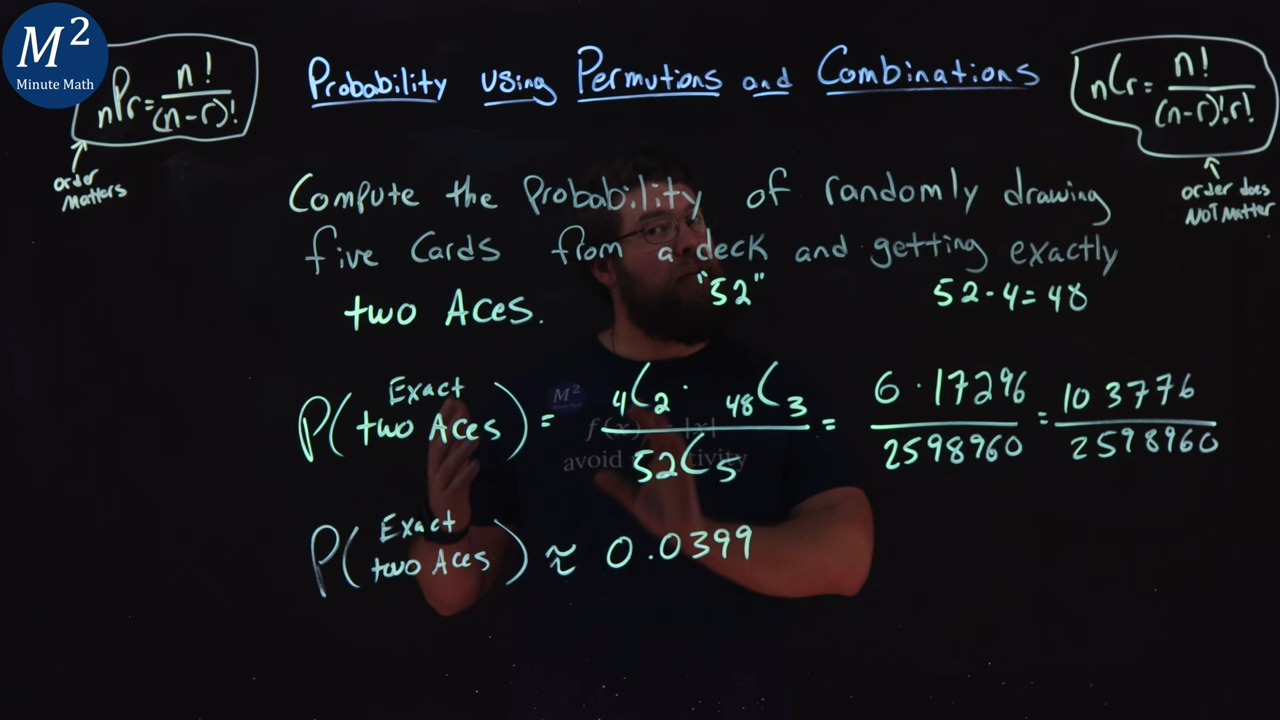 M²
Minute Math
nPr = n! / (n-r)!
order
Matters
Probability using Permutions and Combinations
nCr = n! / (n-r)!·r!
order does
NOT Matter
Compute the Probability of randomly drawing
five Cards from a deck and getting exactly
two Aces. "52" 52-4=48
P(Exact two Aces) = 4C2 · 48C3 / 52C5 = 6·17296 / 2598960 = 103776 / 2598960
M²
avoid
P(Exact two Aces) ≈ 0.0399